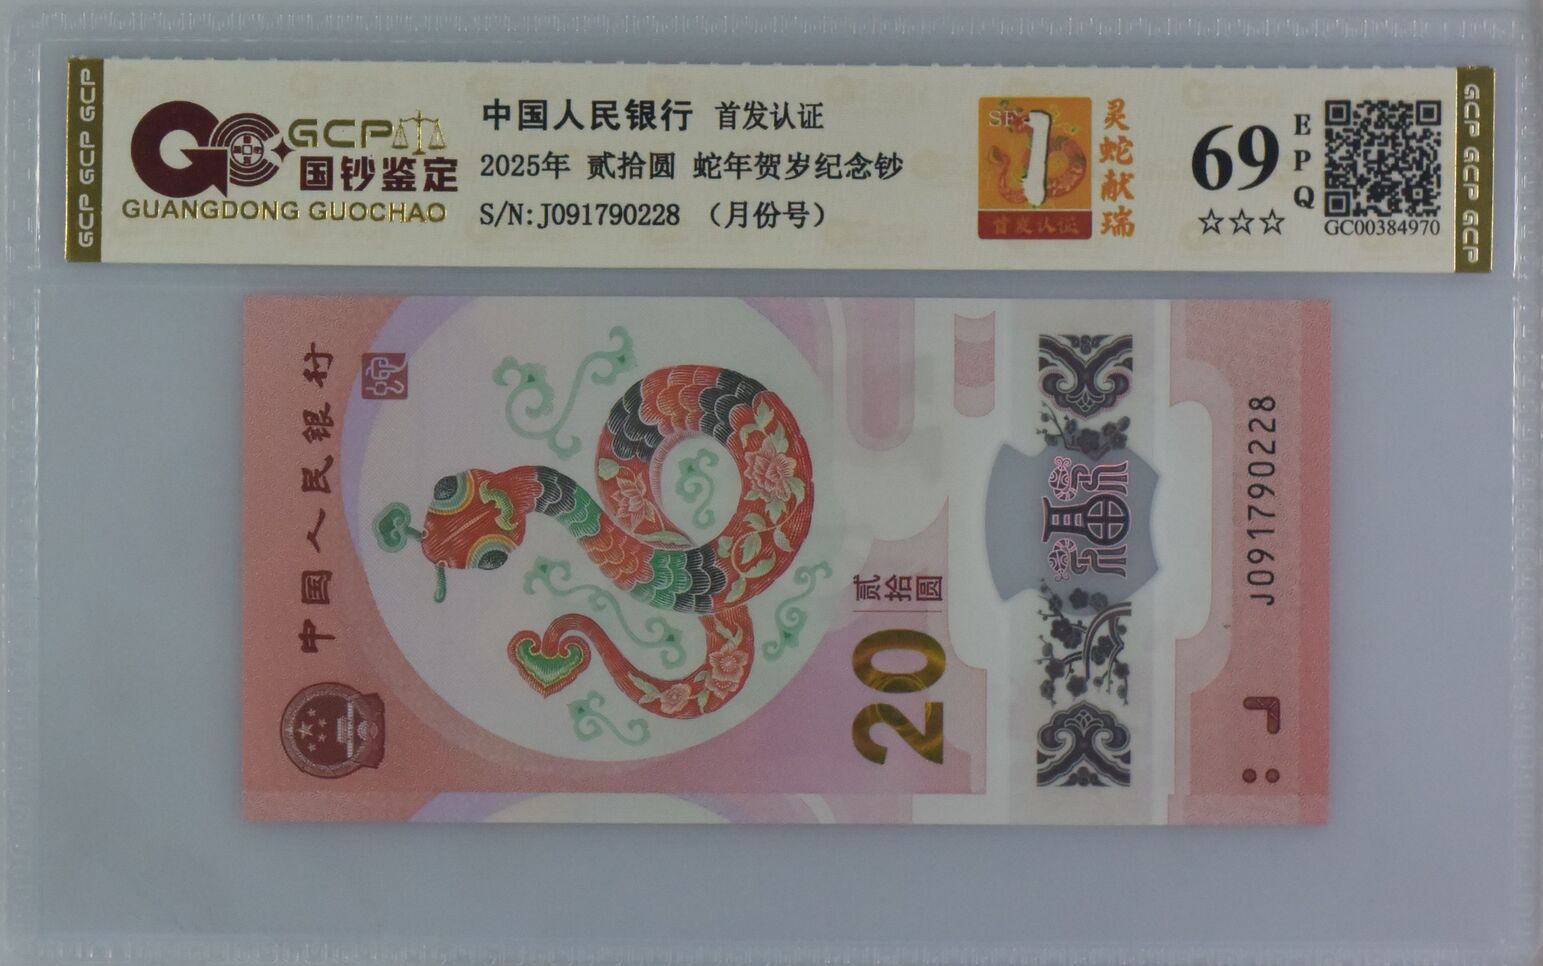 GCP GCP GCP
GCP
国钞鉴定
GUANGDONG GUOCHAO
中国人民银行 首发认证
2025年 贰拾圆 蛇年贺岁纪念钞
S/N:J091790228 （月份号）
1
首发认证
灵蛇献瑞
69
EPQ
☆☆☆
GC00384970
GCP GCP GCP
中国人民银行
蛇
贰拾圆
20
福
J091790228